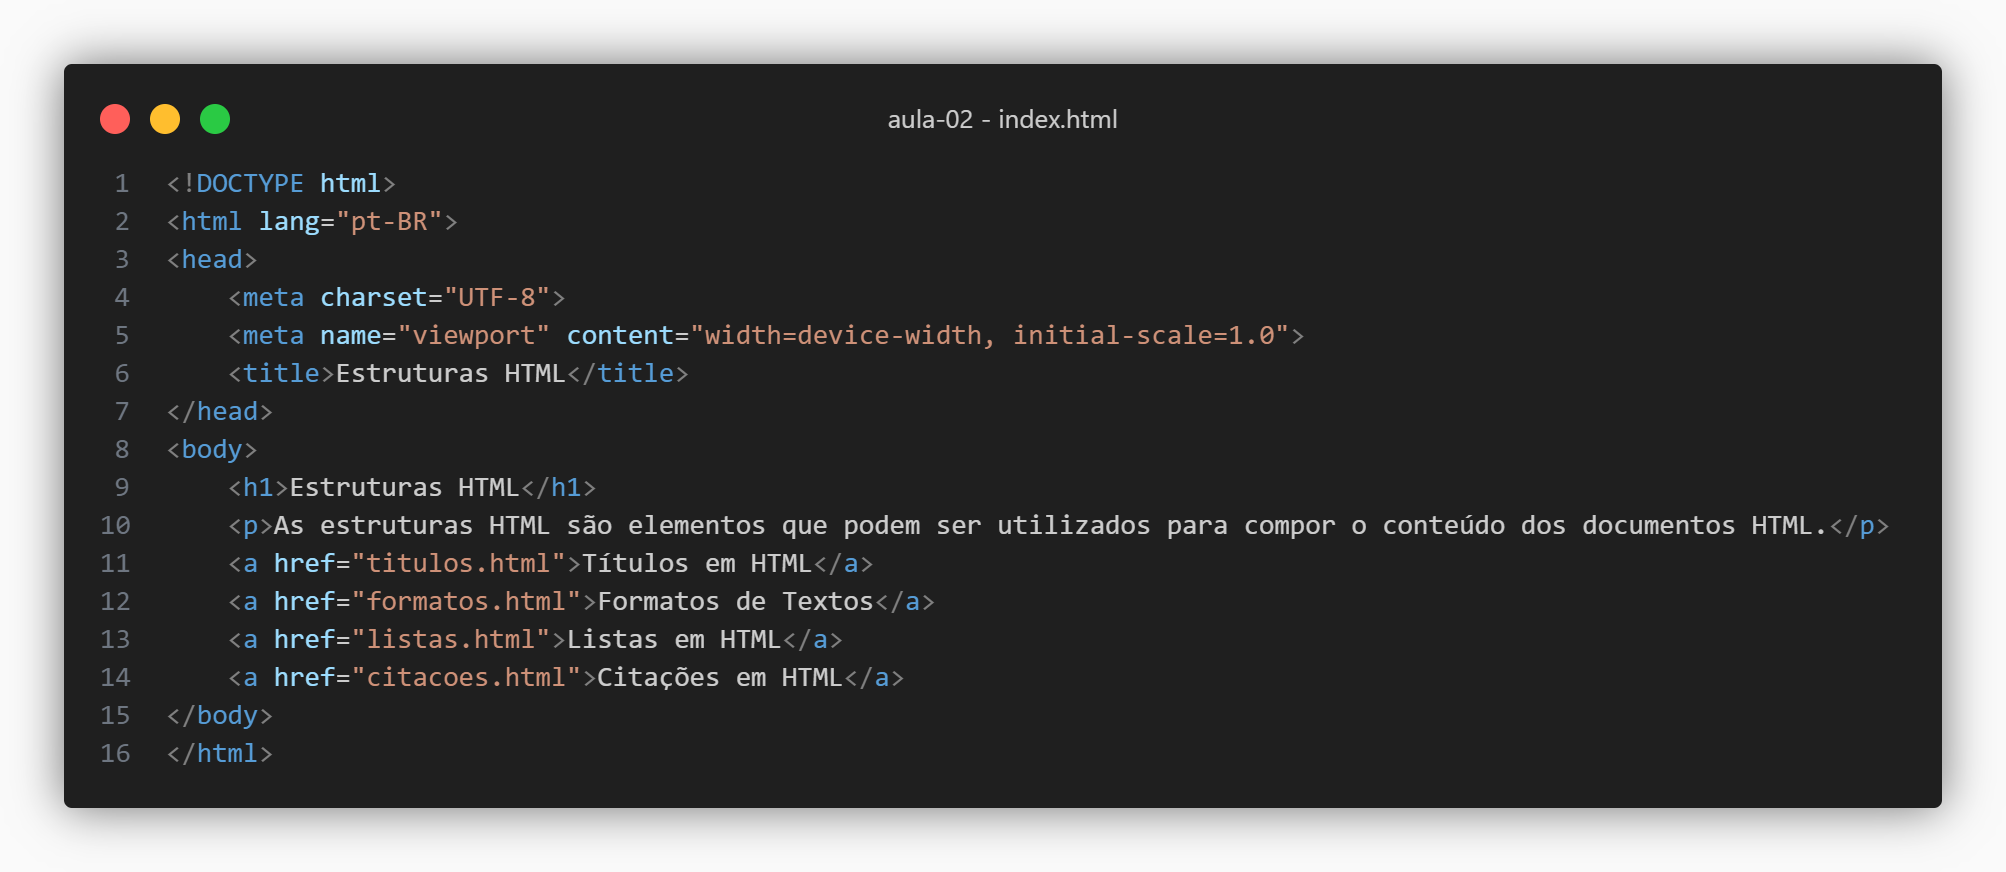 aula-02 - index.html
1 <!DOCTYPE html>
2 <html lang="pt-BR">
3 <head>
4     <meta charset="UTF-8">
5     <meta name="viewport" content="width=device-width, initial-scale=1.0">
6     <title>Estruturas HTML</title>
7 </head>
8 <body>
9     <h1>Estruturas HTML</h1>
10     <p>As estruturas HTML são elementos que podem ser utilizados para compor o conteúdo dos documentos HTML.</p>
11     <a href="titulos.html">Títulos em HTML</a>
12     <a href="formatos.html">Formatos de Textos</a>
13     <a href="listas.html">Listas em HTML</a>
14     <a href="citacoes.html">Citações em HTML</a>
15 </body>
16 </html>